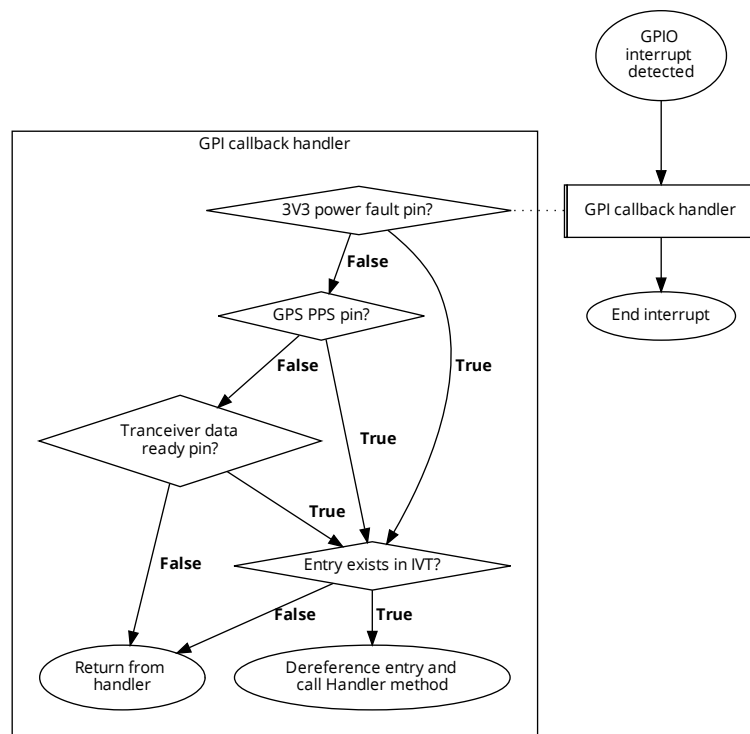 GPIO
interrupt
detected
GPI callback handler
3V3 power fault pin?
GPI callback handler
False
GPS PPS pin?
End interrupt
False
True
Tranceiver data
ready pin?
True
True
False
Entry exists in IVT?
False
True
Return from
handler
Dereference entry and
call Handler method